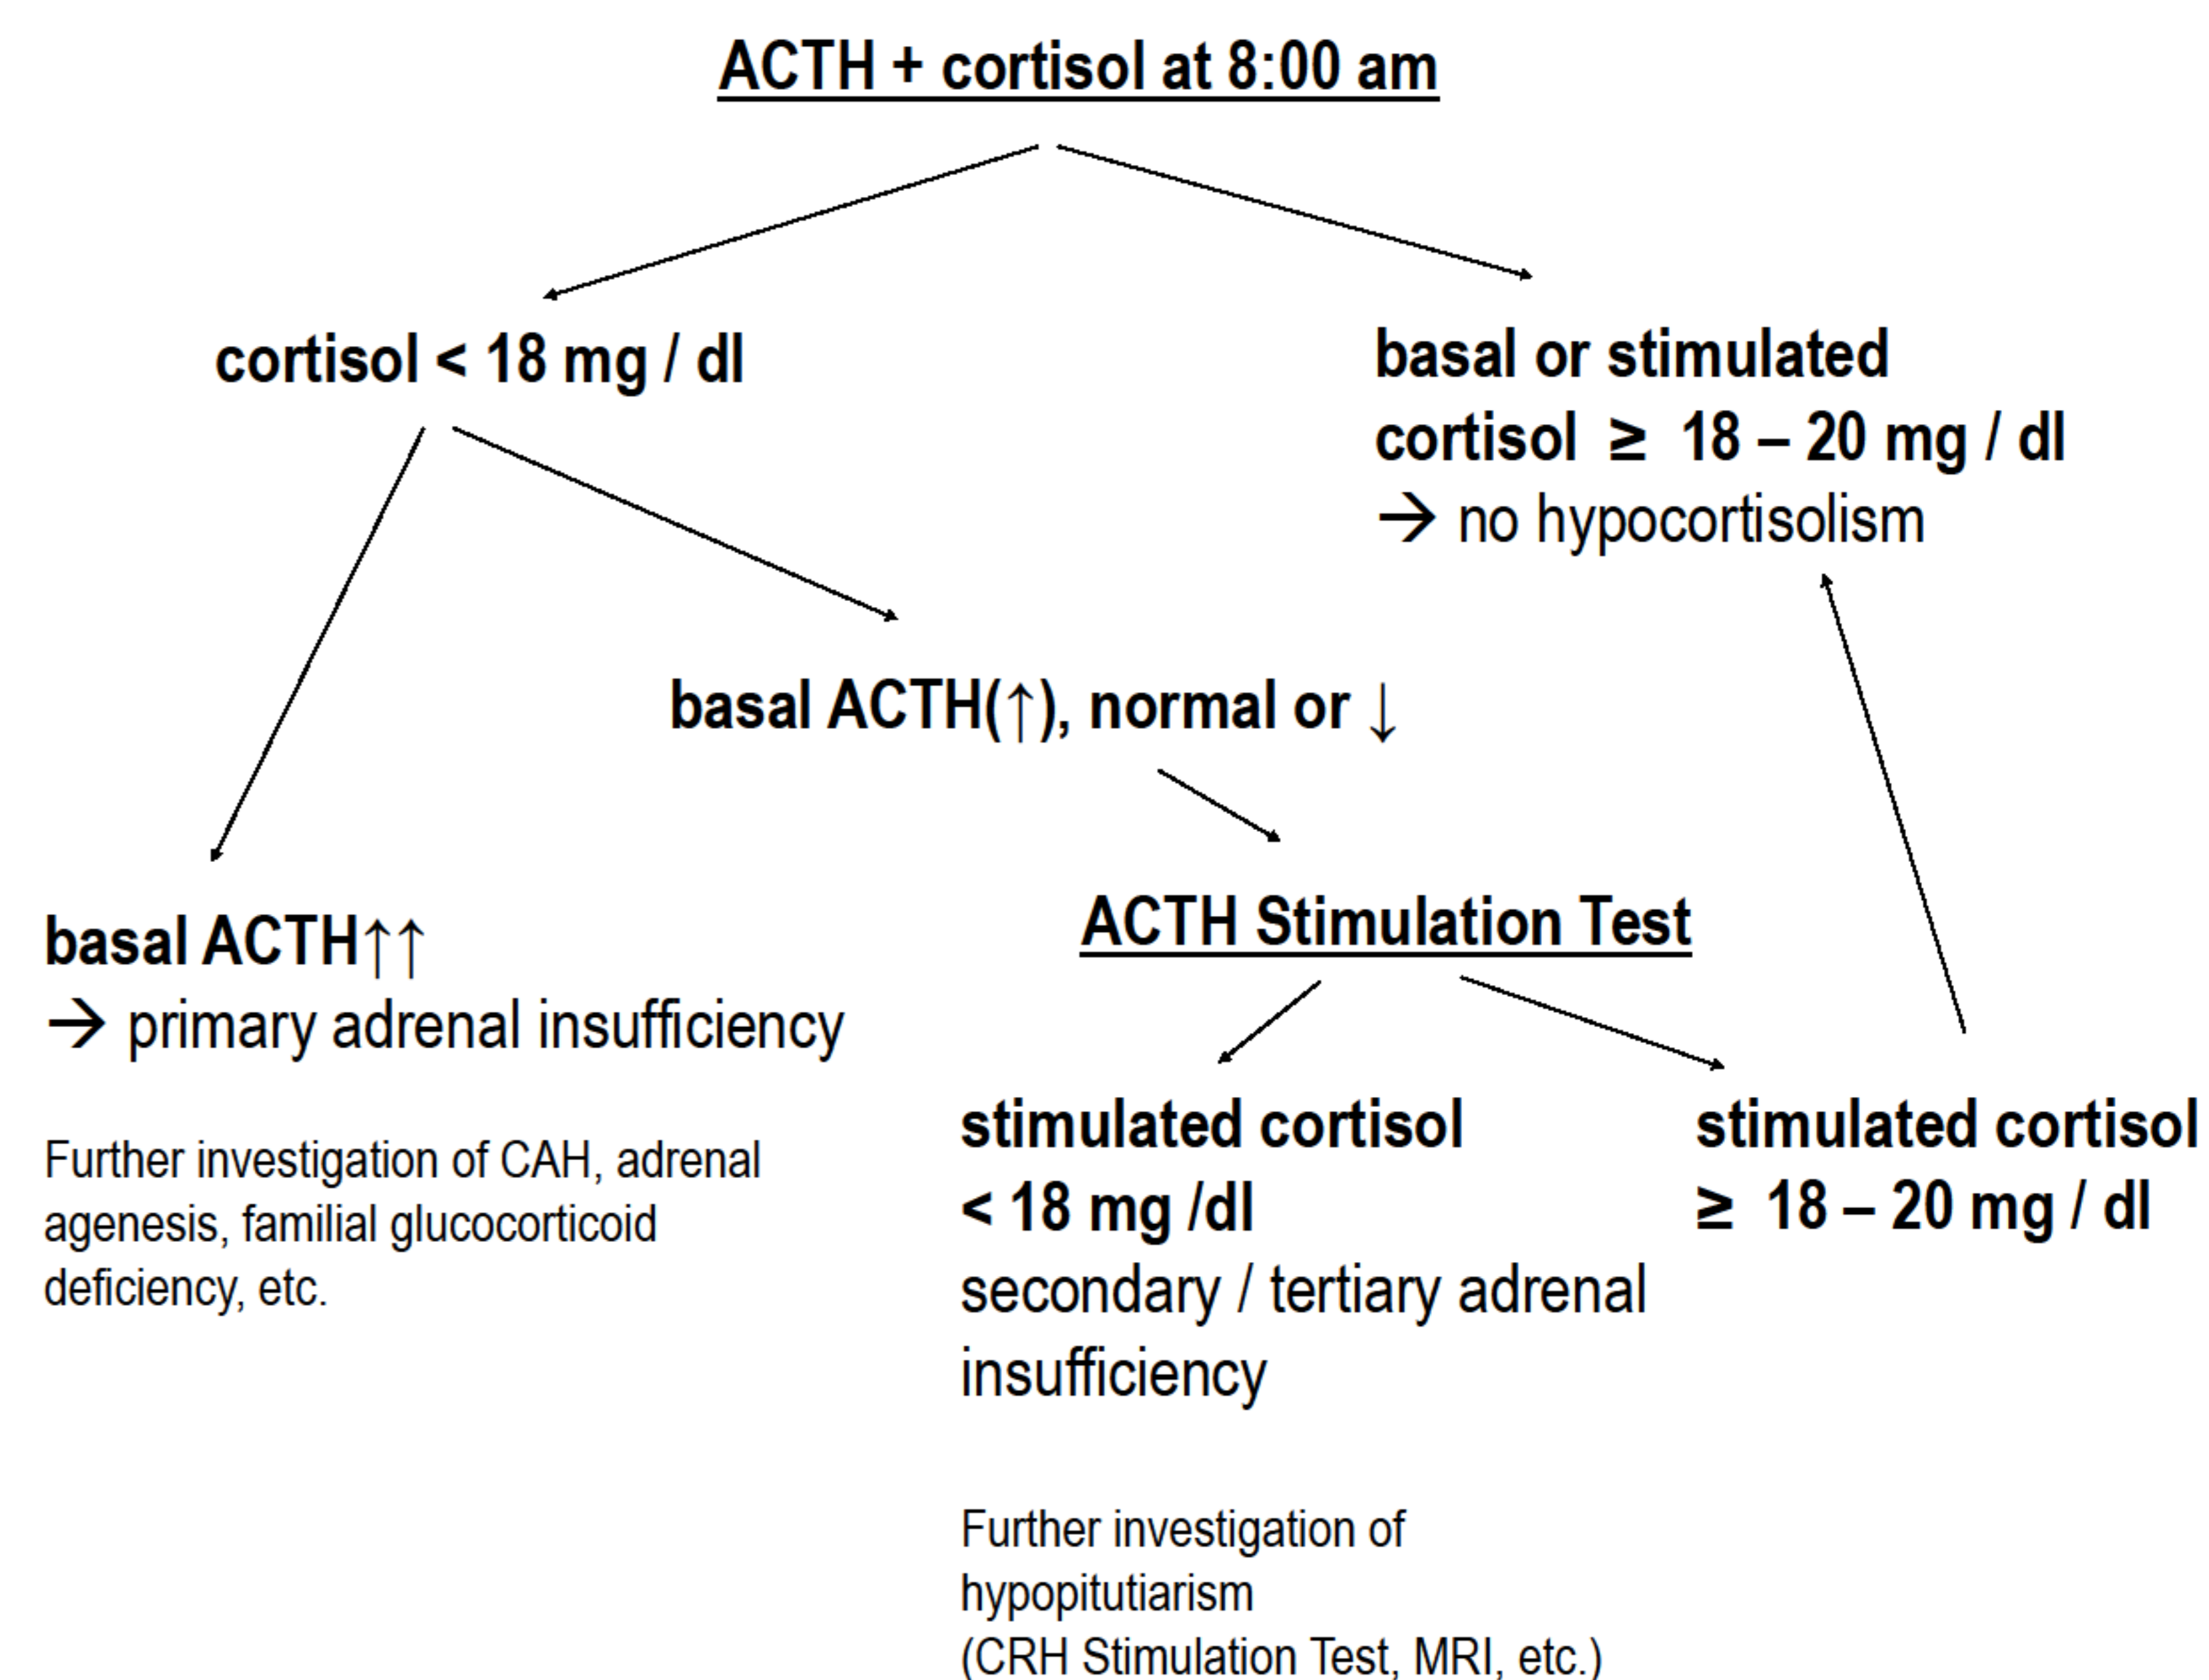 ACTH + cortisol at 8:00 am
cortisol < 18 mg / dl
basal or stimulated
cortisol ≥ 18 – 20 mg / dl
→ no hypocortisolism
basal ACTH(↑), normal or ↓
basal ACTH↑↑
→ primary adrenal insufficiency
Further investigation of CAH, adrenal
agenesis, familial glucocorticoid
deficiency, etc.
ACTH Stimulation Test
stimulated cortisol
< 18 mg /dl
secondary / tertiary adrenal
insufficiency
Further investigation of
hypopitutiarism
(CRH Stimulation Test, MRI, etc.)
stimulated cortisol
≥ 18 – 20 mg / dl